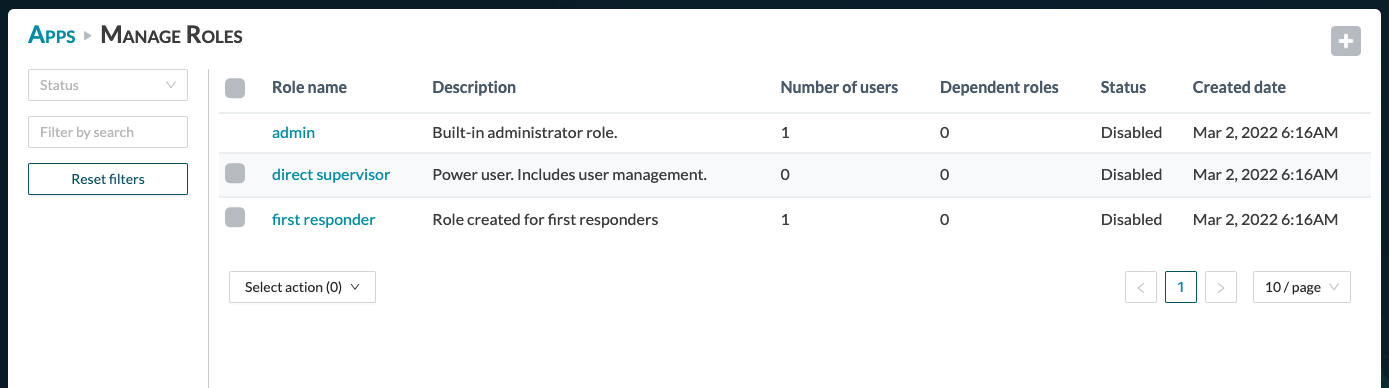 Apps ▸ Manage Roles
Status
Filter by search
Reset filters
Role name Description Number of users Dependent roles Status Created date
admin Built-in administrator role. 1 0 Disabled Mar 2, 2022 6:16AM
direct supervisor Power user. Includes user management. 0 0 Disabled Mar 2, 2022 6:16AM
first responder Role created for first responders 1 0 Disabled Mar 2, 2022 6:16AM
Select action (0)
< 1 > 10 / page